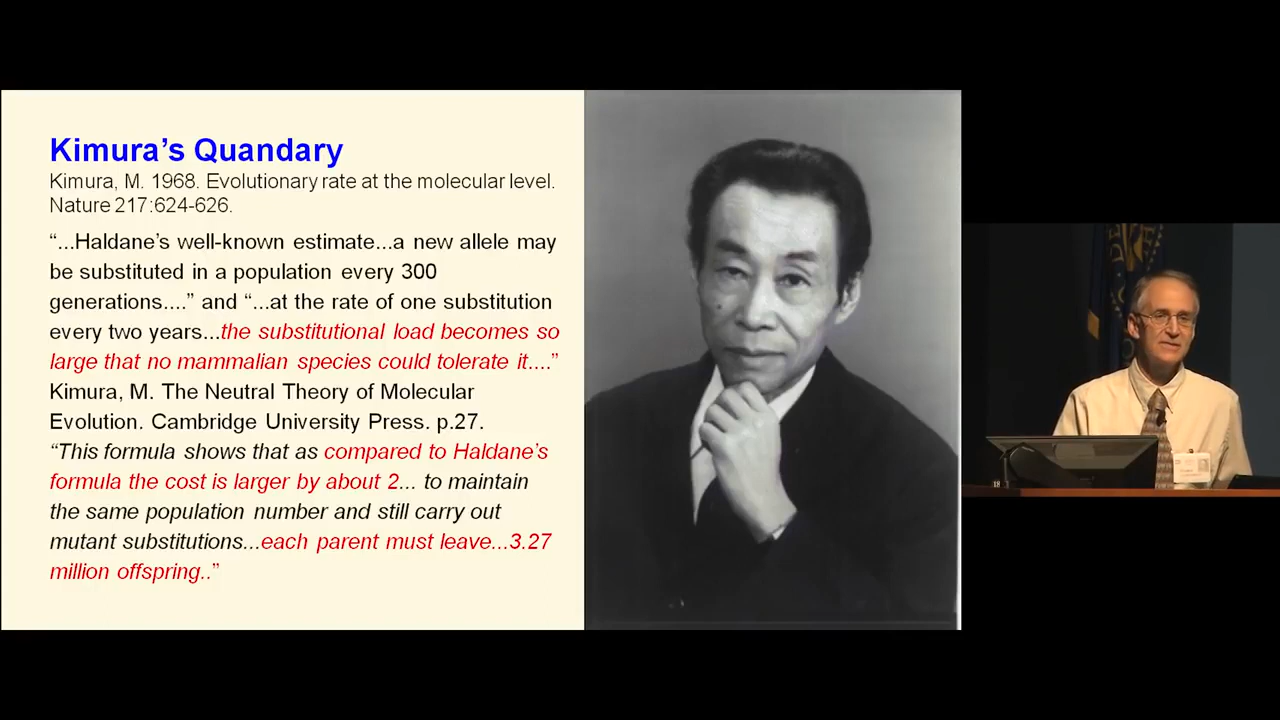 Kimura’s Quandary
Kimura, M. 1968. Evolutionary rate at the molecular level.
Nature 217:624-626.
“...Haldane’s well-known estimate...a new allele may
be substituted in a population every 300
generations....” and “...at the rate of one substitution
every two years...the substitutional load becomes so
large that no mammalian species could tolerate it....”
Kimura, M. The Neutral Theory of Molecular
Evolution. Cambridge University Press. p.27.
“This formula shows that as compared to Haldane’s
formula the cost is larger by about 2... to maintain
the same population number and still carry out
mutant substitutions...each parent must leave...3.27
million offspring..”